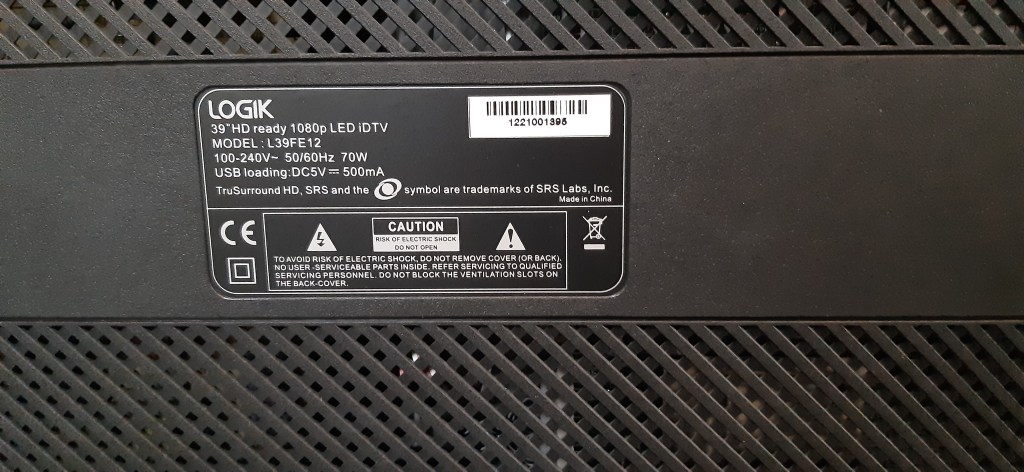 LOGIK
39"HD ready 1080p LED iDTV
MODEL : L39FE12
100-240V~ 50/60Hz 70W
USB loading:DC5V⎓500mA
1221001395
TruSurround HD, SRS and the symbol are trademarks of SRS Labs, Inc.
Made in China
CE
CAUTION
RISK OF ELECTRIC SHOCK
DO NOT OPEN
TO AVOID RISK OF ELECTRIC SHOCK, DO NOT REMOVE COVER (OR BACK),
NO USER -SERVICEABLE PARTS INSIDE. REFER SERVICING TO QUALIFIED
SERVICING PERSONNEL. DO NOT BLOCK THE VENTILATION SLOTS ON
THE BACK-COVER.